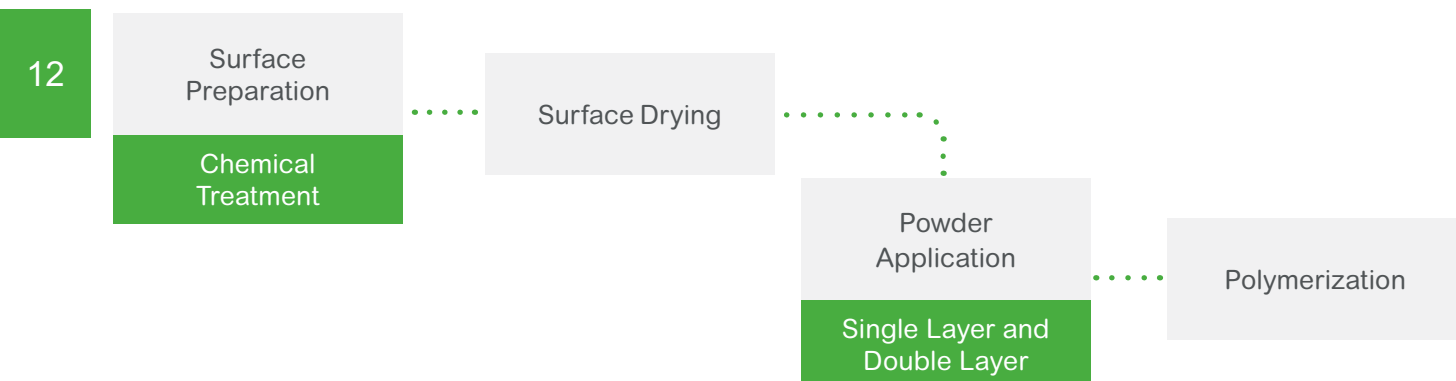 12
Surface
Preparation
Chemical
Treatment
Surface Drying
Powder
Application
Single Layer and
Double Layer
Polymerization